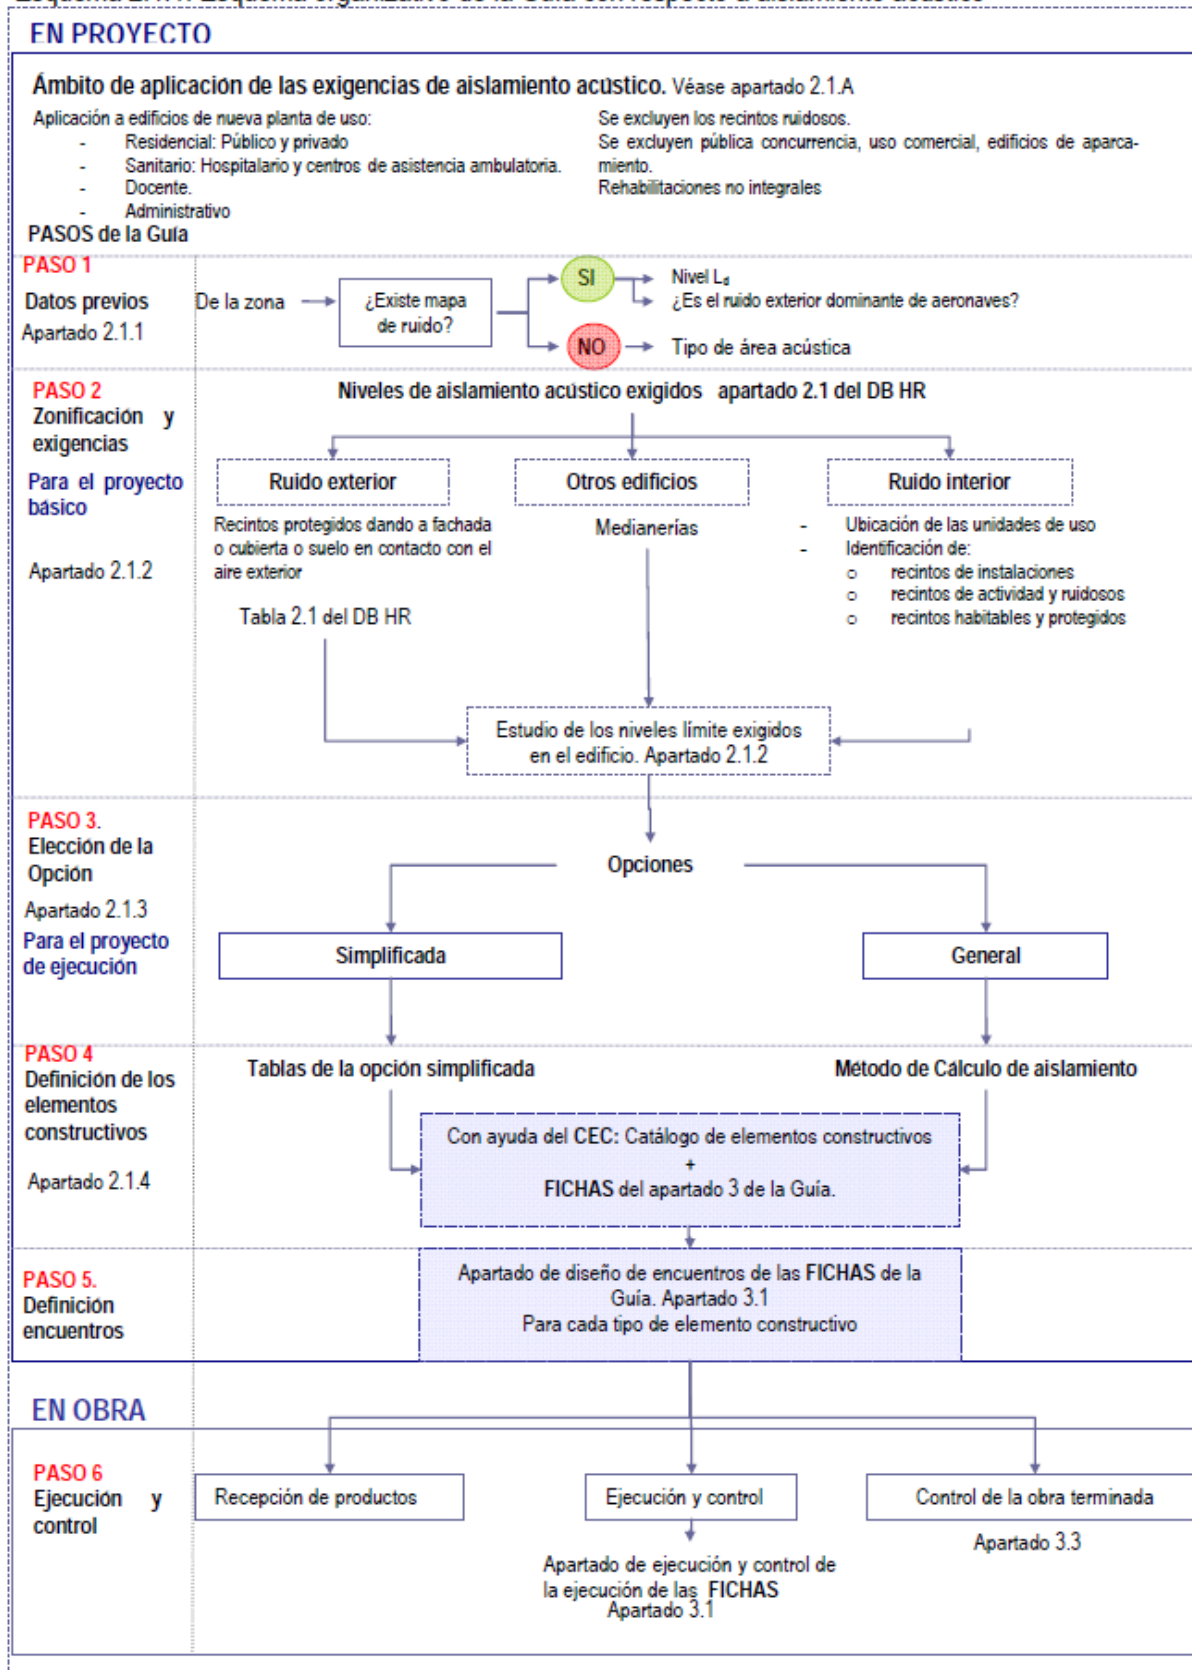 Esquema 2.1.1. Esquema organizativo de la Guía con respecto a aislamiento acústico
EN PROYECTO
Ámbito de aplicación de las exigencias de aislamiento acústico. Véase apartado 2.1.A
Aplicación a edificios de nueva planta de uso:
- Residencial: Público y privado
- Sanitario: Hospitalario y centros de asistencia ambulatoria.
- Docente.
- Administrativo
Se excluyen los recintos ruidosos.
Se excluyen pública concurrencia, uso comercial, edificios de aparca-
miento.
Rehabilitaciones no integrales
PASOS de la Guía
PASO 1
Datos previos
Apartado 2.1.1
De la zona
¿Existe mapa
de ruido?
SI
Nivel Ld
¿Es el ruido exterior dominante de aeronaves?
NO
Tipo de área acústica
PASO 2
Zonificación y
exigencias
Para el proyecto
básico
Apartado 2.1.2
Niveles de aislamiento acústico exigidos apartado 2.1 del DB HR
Ruido exterior
Recintos protegidos dando a fachada
o cubierta o suelo en contacto con el
aire exterior
Tabla 2.1 del DB HR
Otros edificios
Medianerías
Ruido interior
- Ubicación de las unidades de uso
- Identificación de:
o recintos de instalaciones
o recintos de actividad y ruidosos
o recintos habitables y protegidos
Estudio de los niveles límite exigidos
en el edificio. Apartado 2.1.2
PASO 3.
Elección de la
Opción
Apartado 2.1.3
Para el proyecto
de ejecución
Opciones
Simplificada
General
PASO 4
Definición de los
elementos
constructivos
Apartado 2.1.4
Tablas de la opción simplificada
Método de Cálculo de aislamiento
Con ayuda del CEC: Catálogo de elementos constructivos
+
FICHAS del apartado 3 de la Guía.
PASO 5.
Definición
encuentros
Apartado de diseño de encuentros de las FICHAS de la
Guía. Apartado 3.1
Para cada tipo de elemento constructivo
EN OBRA
PASO 6
Ejecución y
control
Recepción de productos
Ejecución y control
Apartado de ejecución y control de
la ejecución de las FICHAS
Apartado 3.1
Control de la obra terminada
Apartado 3.3